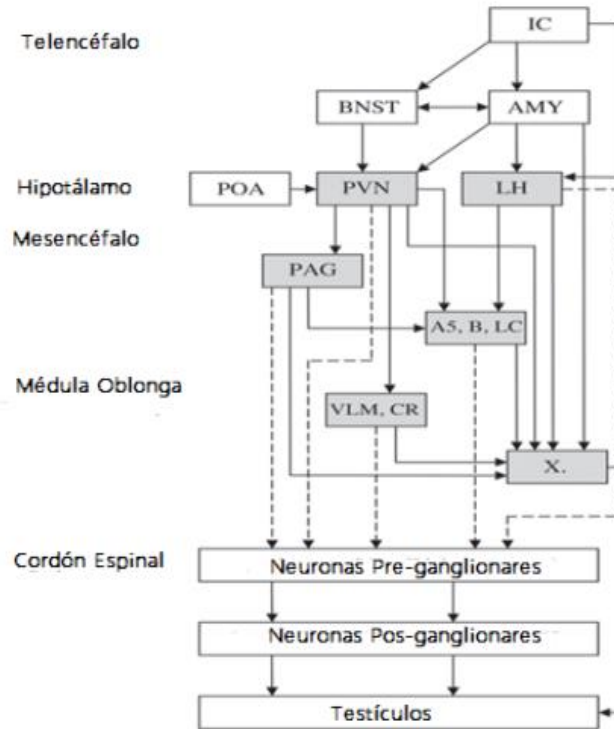 IC
Telencéfalo
BNST
AMY
Hipotálamo
POA
PVN
LH
Mesencéfalo
PAG
A5, B, LC
Médula Oblonga
VLM, CR
X.
Cordón Espinal
Neuronas Pre-ganglionares
Neuronas Pos-ganglionares
Testículos